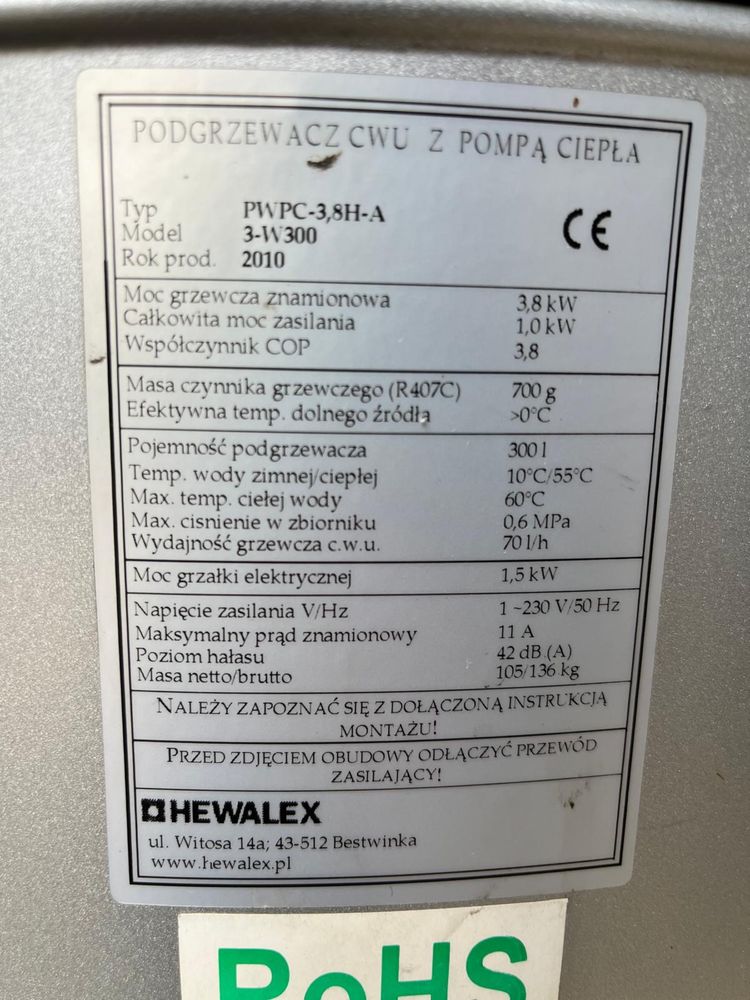 PODGRZEWACZ CWU Z POMPĄ CIEPŁA
Typ PWPC-3,8H-A
Model 3-W300
Rok prod. 2010
CE
Moc grzewcza znamionowa 3,8 kW
Całkowita moc zasilania 1,0 kW
Współczynnik COP 3,8
Masa czynnika grzewczego (R407C) 700 g
Efektywna temp. dolnego źródła >0°C
Pojemność podgrzewacza 300 l
Temp. wody zimnej/ciepłej 10°C/55°C
Max. temp. ciełej wody 60°C
Max. cisnienie w zbiorniku 0,6 MPa
Wydajność grzewcza c.w.u. 70 l/h
Moc grzałki elektrycznej 1,5 kW
Napięcie zasilania V/Hz 1 ~230 V/50 Hz
Maksymalny prąd znamionowy 11 A
Poziom hałasu 42 dB (A)
Masa netto/brutto 105/136 kg
NALEŻY ZAPOZNAĆ SIĘ Z DOŁĄCZONĄ INSTRUKCJĄ
MONTAŻU!
PRZED ZDJĘCIEM OBUDOWY ODŁĄCZYĆ PRZEWÓD
ZASILAJĄCY!
HEWALEX
ul. Witosa 14a; 43-512 Bestwinka
www.hewalex.pl
RoHS